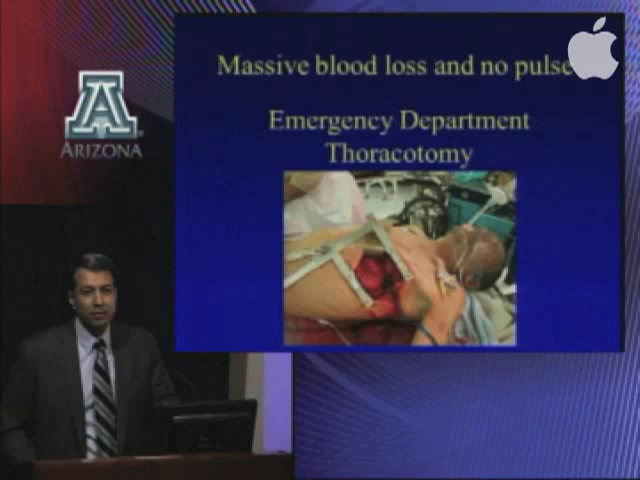 Massive blood loss and no pulse
Emergency Department
Thoracotomy
A
ARIZONA